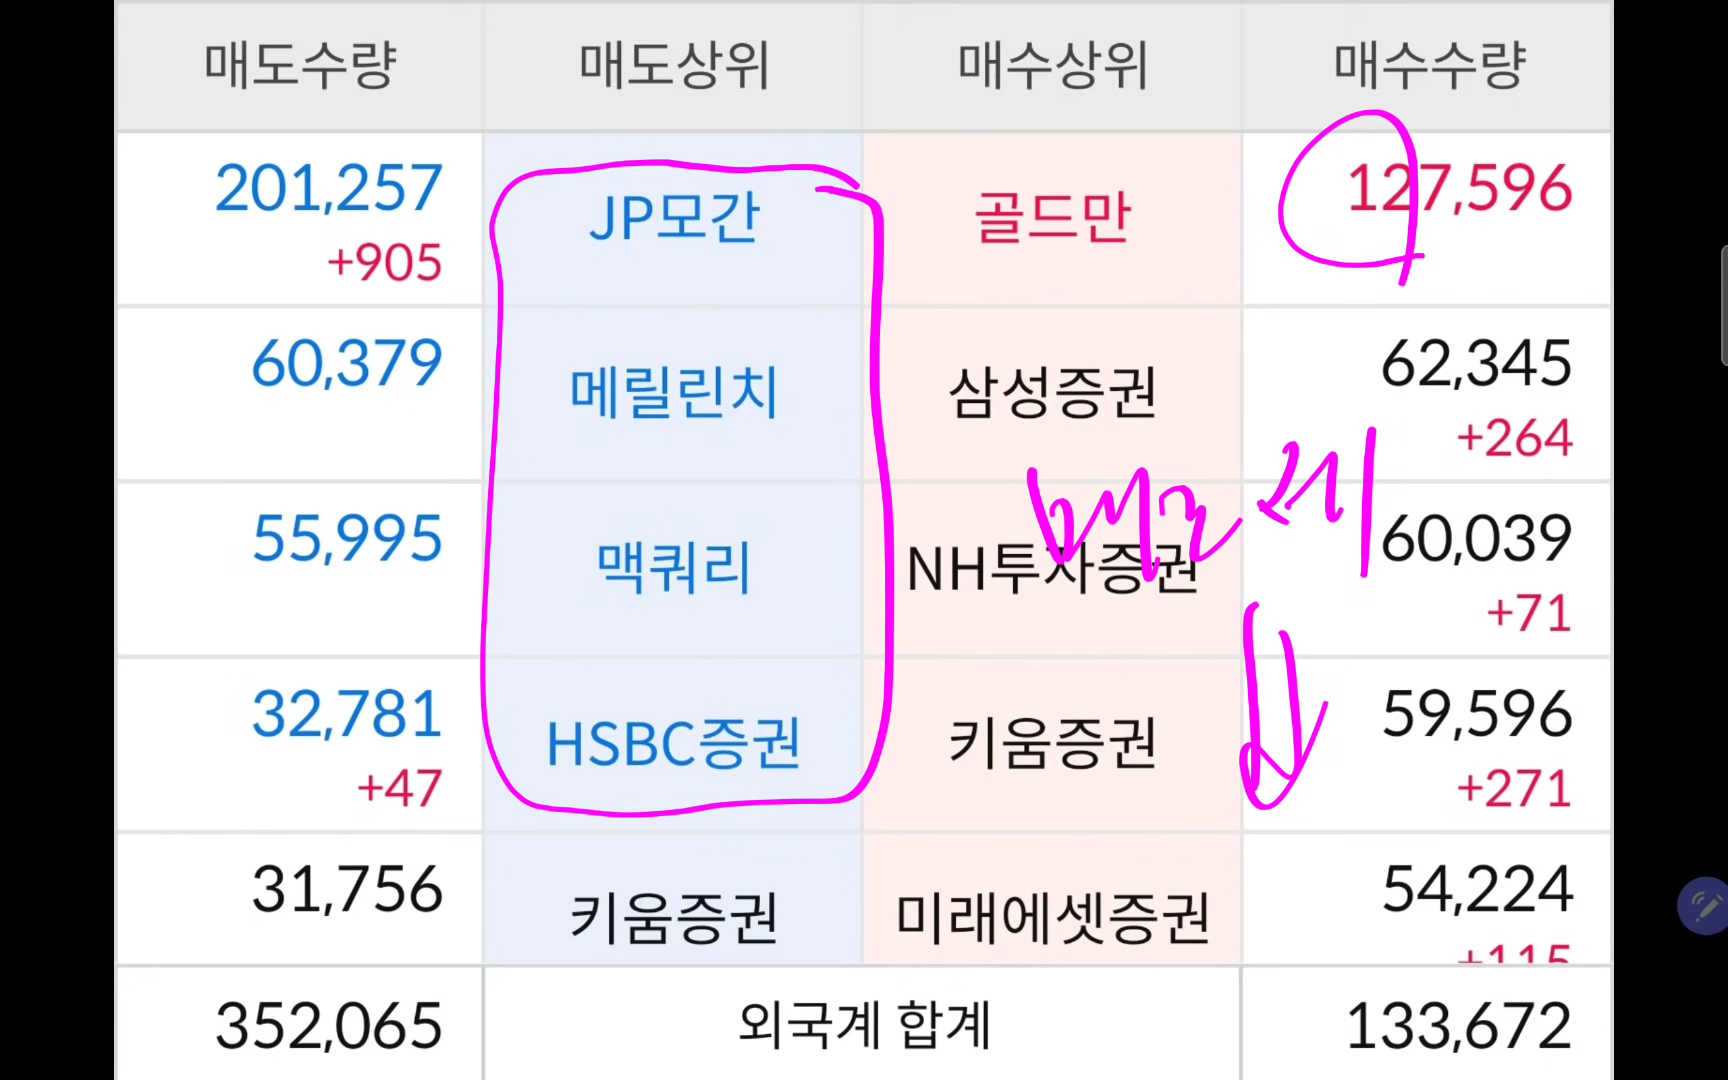 매도수량 매도상위 매수상위 매수수량
201,257 JP모간 골드만 127,596
+905
60,379 메릴린치 삼성증권 62,345
+264
55,995 맥쿼리 NH투자증권 60,039
+71
32,781 HSBC증권 키움증권 59,596
+47 +271
31,756 키움증권 미래에셋증권 54,224
+115
352,065 외국계 합계 133,672